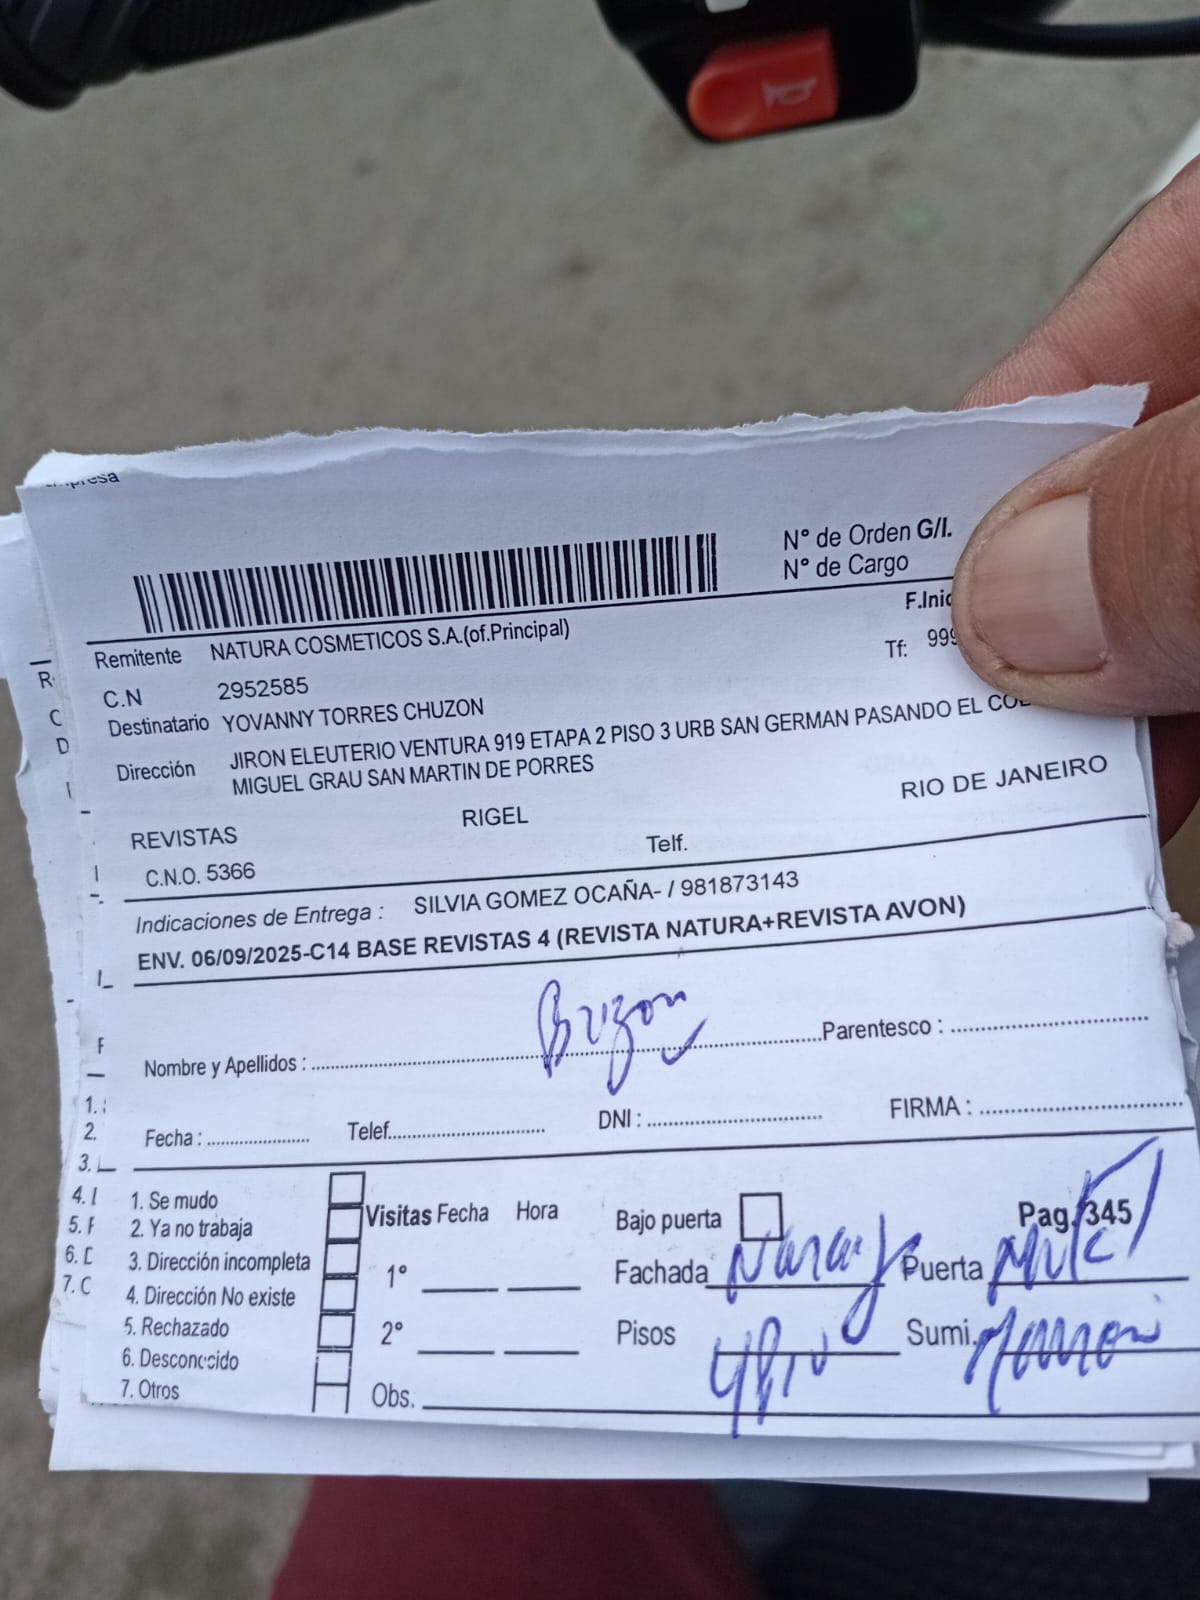 N° de Orden G/I.
N° de Cargo
F.Inic
Remitente NATURA COSMETICOS S.A.(of.Principal)
Tf: 999
C.N 2952585
Destinatario YOVANNY TORRES CHUZON
Dirección JIRON ELEUTERIO VENTURA 919 ETAPA 2 PISO 3 URB SAN GERMAN PASANDO EL
MIGUEL GRAU SAN MARTIN DE PORRES
REVISTAS RIGEL RIO DE JANEIRO
C.N.O. 5366 Telf.
Indicaciones de Entrega : SILVIA GOMEZ OCAÑA- / 981873143
ENV. 06/09/2025-C14 BASE REVISTAS 4 (REVISTA NATURA+REVISTA AVON)
Buzon
Nombre y Apellidos : Parentesco :
Fecha : Telef. DNI : FIRMA :
1. Se mudo
2. Ya no trabaja
3. Dirección incompleta
4. Dirección No existe
5. Rechazado
6. Desconocido
7. Otros
Visitas Fecha Hora
1°
2°
Obs.
Bajo puerta Pag. 345
Fachada Puerta
Pisos Sumi.